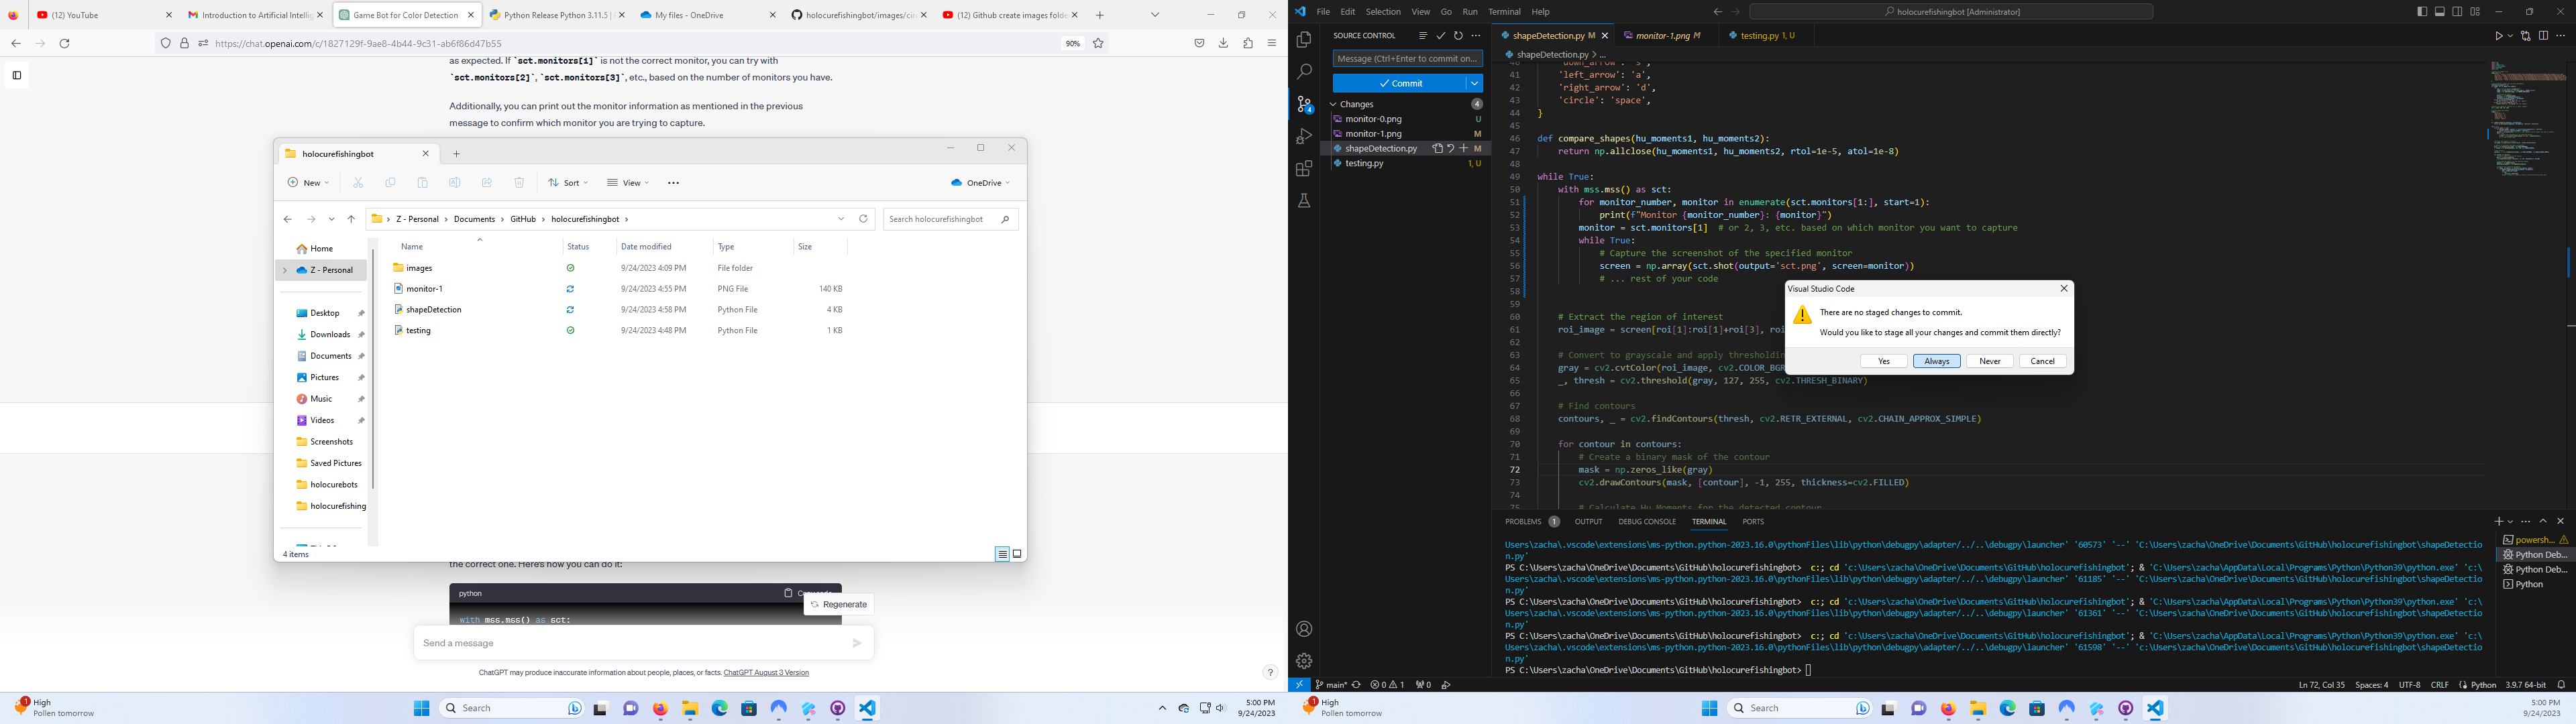 (12) YouTube
Introduction to Artificial Intellig
Game Bot for Color Detection
Python Release Python 3.11.5 |
My files - OneDrive
holocurefishingbot/images/cir
(12) Github create images folde
https://chat.openai.com/c/1827129f-9ae8-4b44-9c31-ab6f86d47b55
90%
as expected. If `sct.monitors[1]` is not the correct monitor, you can try with
`sct.monitors[2]`, `sct.monitors[3]`, etc., based on the number of monitors you have.
Additionally, you can print out the monitor information as mentioned in the previous
message to confirm which monitor you are trying to capture.
holocurefishingbot
New
Sort
View
OneDrive
Z - Personal > Documents > GitHub > holocurefishingbot >
Search holocurefishingbot
Home
Z - Personal
Desktop
Downloads
Documents
Pictures
Music
Videos
Screenshots
Saved Pictures
holocurebots
holocurefishing
Name Status Date modified Type Size
images 9/24/2023 4:09 PM File folder
monitor-1 9/24/2023 4:55 PM PNG File 140 KB
shapeDetection 9/24/2023 4:58 PM Python File 4 KB
testing 9/24/2023 4:48 PM Python File 1 KB
4 items
the correct one. Here's how you can do it:
python
Regenerate
with mss.mss() as sct:
Send a message
ChatGPT may produce inaccurate information about people, places, or facts. ChatGPT August 3 Version
?
File Edit Selection View Go Run Terminal Help
holocurefishingbot [Administrator]
SOURCE CONTROL
Message (Ctrl+Enter to commit on...
Commit
Changes 4
monitor-0.png U
monitor-1.png M
shapeDetection.py M
testing.py 1, U
shapeDetection.py M
monitor-1.png M
testing.py 1, U
shapeDetection.py > ...
40 'down_arrow': 's',
41 'left_arrow': 'a',
42 'right_arrow': 'd',
43 'circle': 'space',
44 }
45
46 def compare_shapes(hu_moments1, hu_moments2):
47 return np.allclose(hu_moments1, hu_moments2, rtol=1e-5, atol=1e-8)
48
49 while True:
50 with mss.mss() as sct:
51 for monitor_number, monitor in enumerate(sct.monitors[1:], start=1):
52 print(f"Monitor {monitor_number}: {monitor}")
53 monitor = sct.monitors[1] # or 2, 3, etc. based on which monitor you want to capture
54 while True:
55 # Capture the screenshot of the specified monitor
56 screen = np.array(sct.shot(output='sct.png', screen=monitor))
57 # ... rest of your code
58
59
60 # Extract the region of interest
61 roi_image = screen[roi[1]:roi[1]+roi[3], roi
62
63 # Convert to grayscale and apply thresholdin
64 gray = cv2.cvtColor(roi_image, cv2.COLOR_BGR
65 _, thresh = cv2.threshold(gray, 127, 255, cv2.THRESH_BINARY)
66
67 # Find contours
68 contours, _ = cv2.findContours(thresh, cv2.RETR_EXTERNAL, cv2.CHAIN_APPROX_SIMPLE)
69
70 for contour in contours:
71 # Create a binary mask of the contour
72 mask = np.zeros_like(gray)
73 cv2.drawContours(mask, [contour], -1, 255, thickness=cv2.FILLED)
74
75 # Calculate Hu Moments for the detected contour
Visual Studio Code
There are no staged changes to commit.
Would you like to stage all your changes and commit them directly?
Yes Always Never Cancel
PROBLEMS 1 OUTPUT DEBUG CONSOLE TERMINAL PORTS
Users\zacha\.vscode\extensions\ms-python.python-2023.16.0\pythonFiles\lib\python\debugpy\adapter/../..\debugpy\launcher' '60573' '--' 'C:\Users\zacha\OneDrive\Documents\GitHub\holocurefishingbot\shapeDetectio
n.py'
PS C:\Users\zacha\OneDrive\Documents\GitHub\holocurefishingbot> c:; cd 'c:\Users\zacha\OneDrive\Documents\GitHub\holocurefishingbot'; & 'C:\Users\zacha\AppData\Local\Programs\Python\Python39\python.exe' 'c:\
Users\zacha\.vscode\extensions\ms-python.python-2023.16.0\pythonFiles\lib\python\debugpy\adapter/../..\debugpy\launcher' '61185' '--' 'C:\Users\zacha\OneDrive\Documents\GitHub\holocurefishingbot\shapeDetectio
n.py'
PS C:\Users\zacha\OneDrive\Documents\GitHub\holocurefishingbot> c:; cd 'c:\Users\zacha\OneDrive\Documents\GitHub\holocurefishingbot'; & 'C:\Users\zacha\AppData\Local\Programs\Python\Python39\python.exe' 'c:\
Users\zacha\.vscode\extensions\ms-python.python-2023.16.0\pythonFiles\lib\python\debugpy\adapter/../..\debugpy\launcher' '61361' '--' 'C:\Users\zacha\OneDrive\Documents\GitHub\holocurefishingbot\shapeDetectio
n.py'
PS C:\Users\zacha\OneDrive\Documents\GitHub\holocurefishingbot> c:; cd 'c:\Users\zacha\OneDrive\Documents\GitHub\holocurefishingbot'; & 'C:\Users\zacha\AppData\Local\Programs\Python\Python39\python.exe' 'c:\
Users\zacha\.vscode\extensions\ms-python.python-2023.16.0\pythonFiles\lib\python\debugpy\adapter/../..\debugpy\launcher' '61598' '--' 'C:\Users\zacha\OneDrive\Documents\GitHub\holocurefishingbot\shapeDetectio
n.py'
PS C:\Users\zacha\OneDrive\Documents\GitHub\holocurefishingbot>
powersh...
Python Deb...
Python Deb...
Python
main* 0 1 0
Ln 72, Col 35 Spaces: 4 UTF-8 CRLF Python 3.9.7 64-bit
1 High
Pollen tomorrow
Search
5:00 PM
9/24/2023
1 High
Pollen tomorrow
Search
5:00 PM
9/24/2023